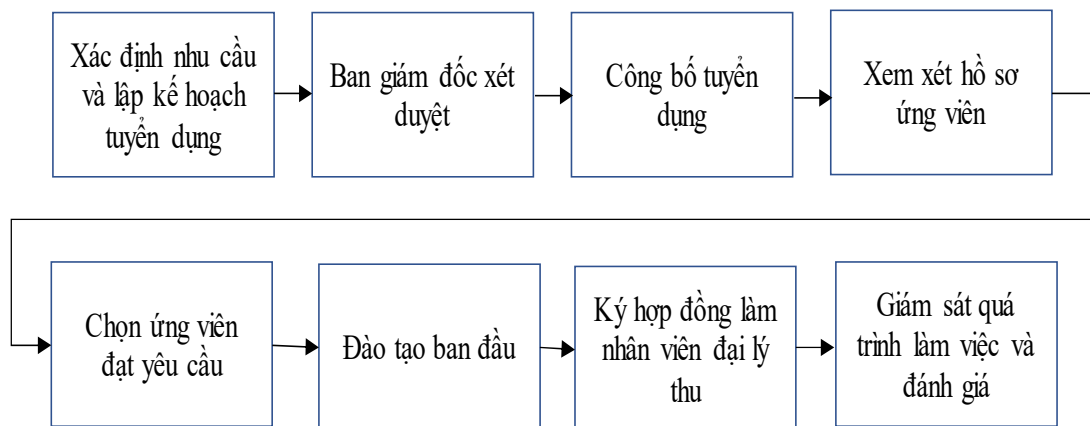 Xác định nhu cầu
và lập kế hoạch
tuyển dụng
Ban giám đốc xét
duyệt
Công bố tuyển
dụng
Xem xét hồ sơ
ứng viên
Chọn ứng viên
đạt yêu cầu
Đào tạo ban đầu
Ký hợp đồng làm
nhân viên đại lý
thu
Giám sát quá
trình làm việc và
đánh giá